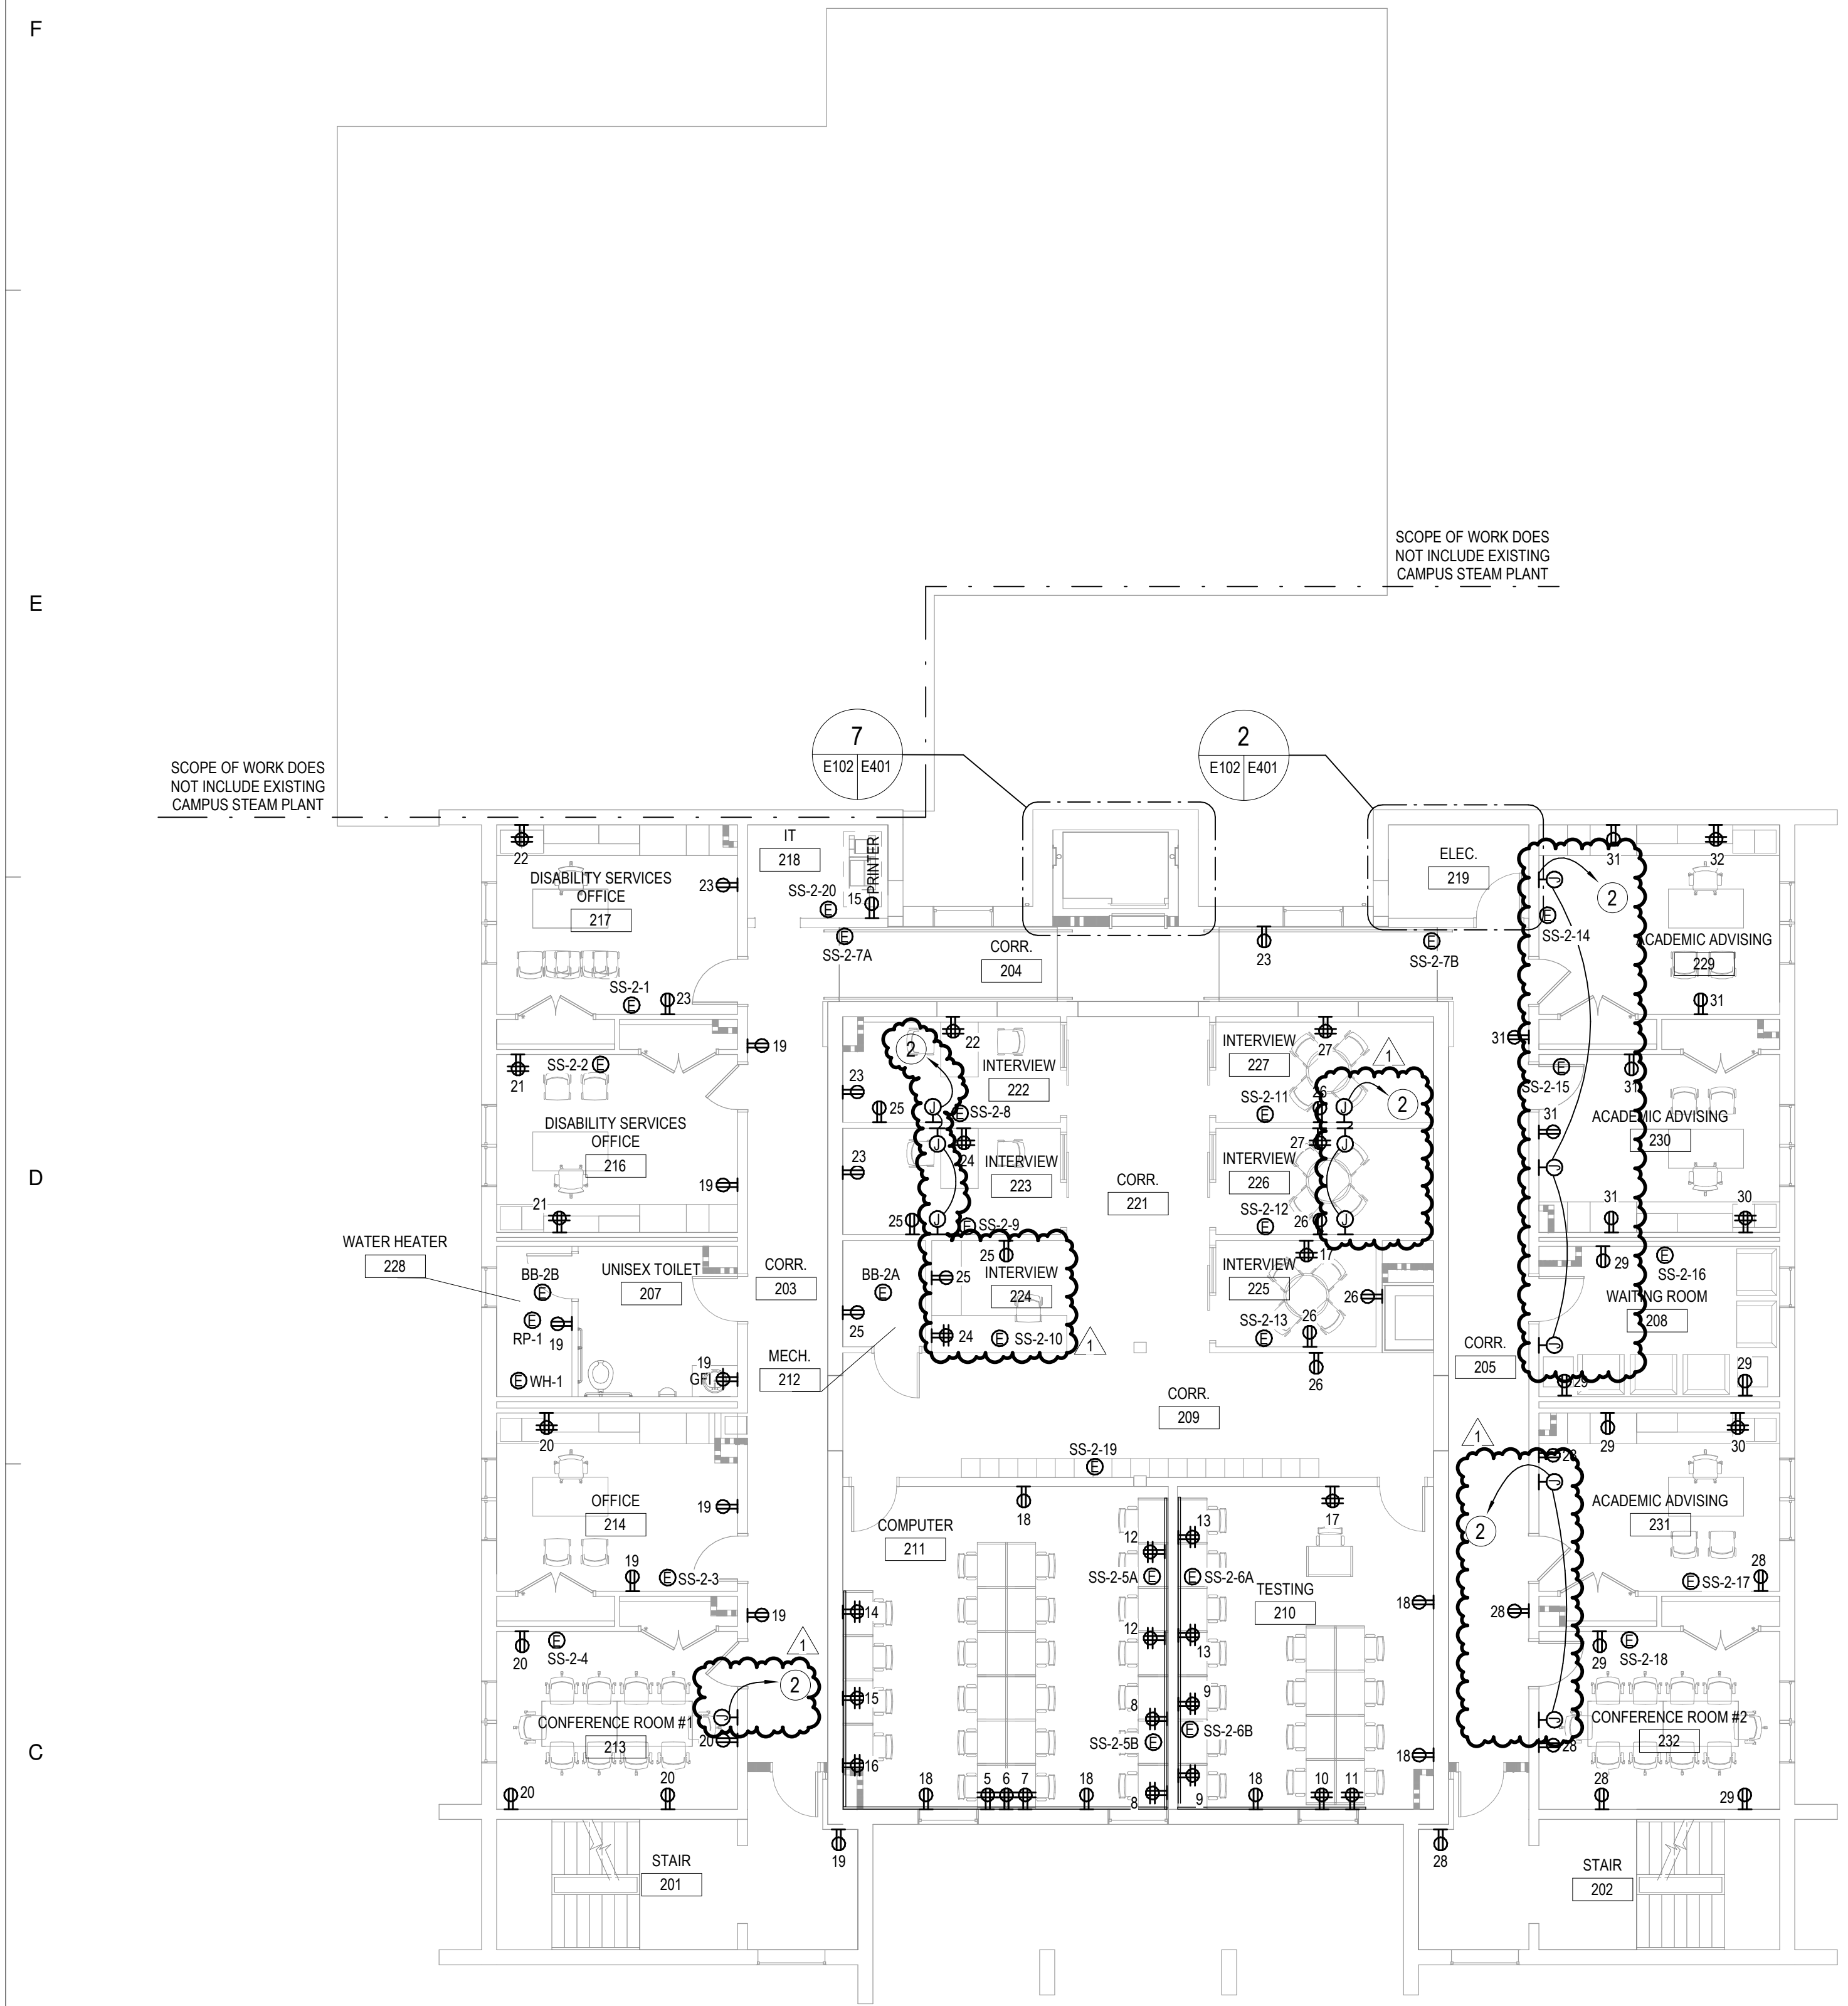 F
SCOPE OF WORK DOES
NOT INCLUDE EXISTING
CAMPUS STEAM PLANT
E
7
E102 E401
2
E102 E401
SCOPE OF WORK DOES
NOT INCLUDE EXISTING
CAMPUS STEAM PLANT
22
DISABILITY SERVICES
OFFICE
217
23
SS-2-1
E
23
IT
218
SS-2-20
E
15
PRINTER
E
SS-2-7A
CORR.
204
23
E
SS-2-7B
ELEC.
219
31
32
J
2
E
SS-2-14
ACADEMIC ADVISING
229
31
19
21
SS-2-2
E
DISABILITY SERVICES
OFFICE
216
19
21
2
22
INTERVIEW
222
23
25
J
E
SS-2-8
J
24
INTERVIEW
223
23
25
J
E
SS-2-9
D
CORR.
221
INTERVIEW
227
27
1
SS-2-11
E
26
J
2
27
J
INTERVIEW
226
SS-2-12
E
26
J
31
E
SS-2-15
31
31
ACADEMIC ADVISING
230
J
31
30
WATER HEATER
228
BB-2B
E
E
RP-1
19
E
WH-1
UNISEX TOILET
207
19
GFI
CORR.
203
BB-2A
E
25
MECH.
212
25
25
INTERVIEW
224
24
E
SS-2-10
1
17
INTERVIEW
225
26
SS-2-13
E
26
26
29
E
SS-2-16
WAITING ROOM
208
J
29
29
CORR.
205
CORR.
209
20
OFFICE
214
19
19
E
SS-2-3
19
SS-2-19
E
18
COMPUTER
211
12
SS-2-5A
E
12
8
SS-2-5B
E
8
14
15
16
18
5
6
7
18
13
E
SS-2-6A
13
9
E
SS-2-6B
9
TESTING
210
17
18
18
18
10
11
1
28
J
2
28
J
28
29
30
ACADEMIC ADVISING
231
28
E
SS-2-17
29
E
SS-2-18
CONFERENCE ROOM #2
232
28
29
20
E
SS-2-4
1
2
J
CONFERENCE ROOM #1
213
20
20
20
C
19
28
STAIR
201
STAIR
202